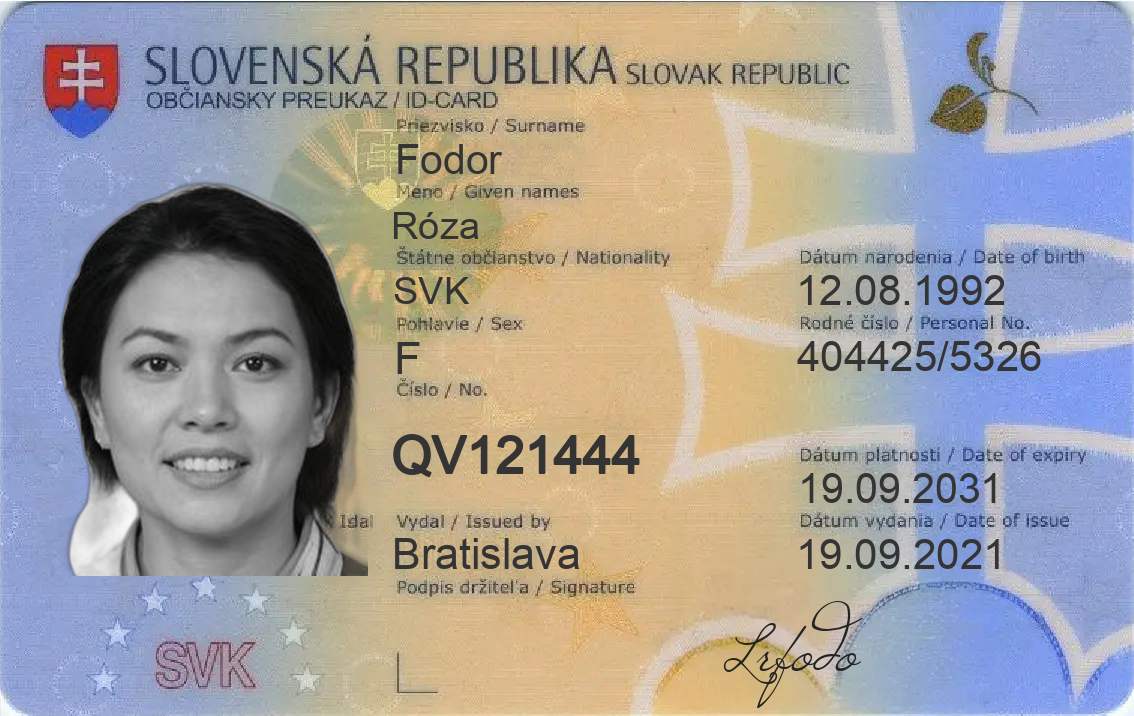 SLOVENSKÁ REPUBLIKA SLOVAK REPUBLIC
OBČIANSKY PREUKAZ / ID-CARD
Priezvisko / Surname
Fodor
Meno / Given names
Róza
Štátne občianstvo / Nationality
SVK
Dátum narodenia / Date of birth
12.08.1992
Pohlavie / Sex
F
Rodné číslo / Personal No.
404425/5326
Číslo / No.
QV121444
Dátum platnosti / Date of expiry
19.09.2031
Vydal / Issued by
Bratislava
Dátum vydania / Date of issue
19.09.2021
Podpis držiteľa / Signature
SVK